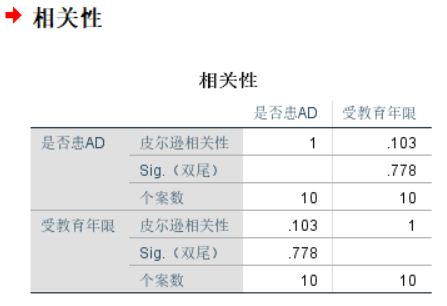 相关性
相关性
是否患AD 受教育年限
是否患AD 皮尔逊相关性 1 .103
Sig.（双尾） .778
个案数 10 10
受教育年限 皮尔逊相关性 .103 1
Sig.（双尾） .778
个案数 10 10